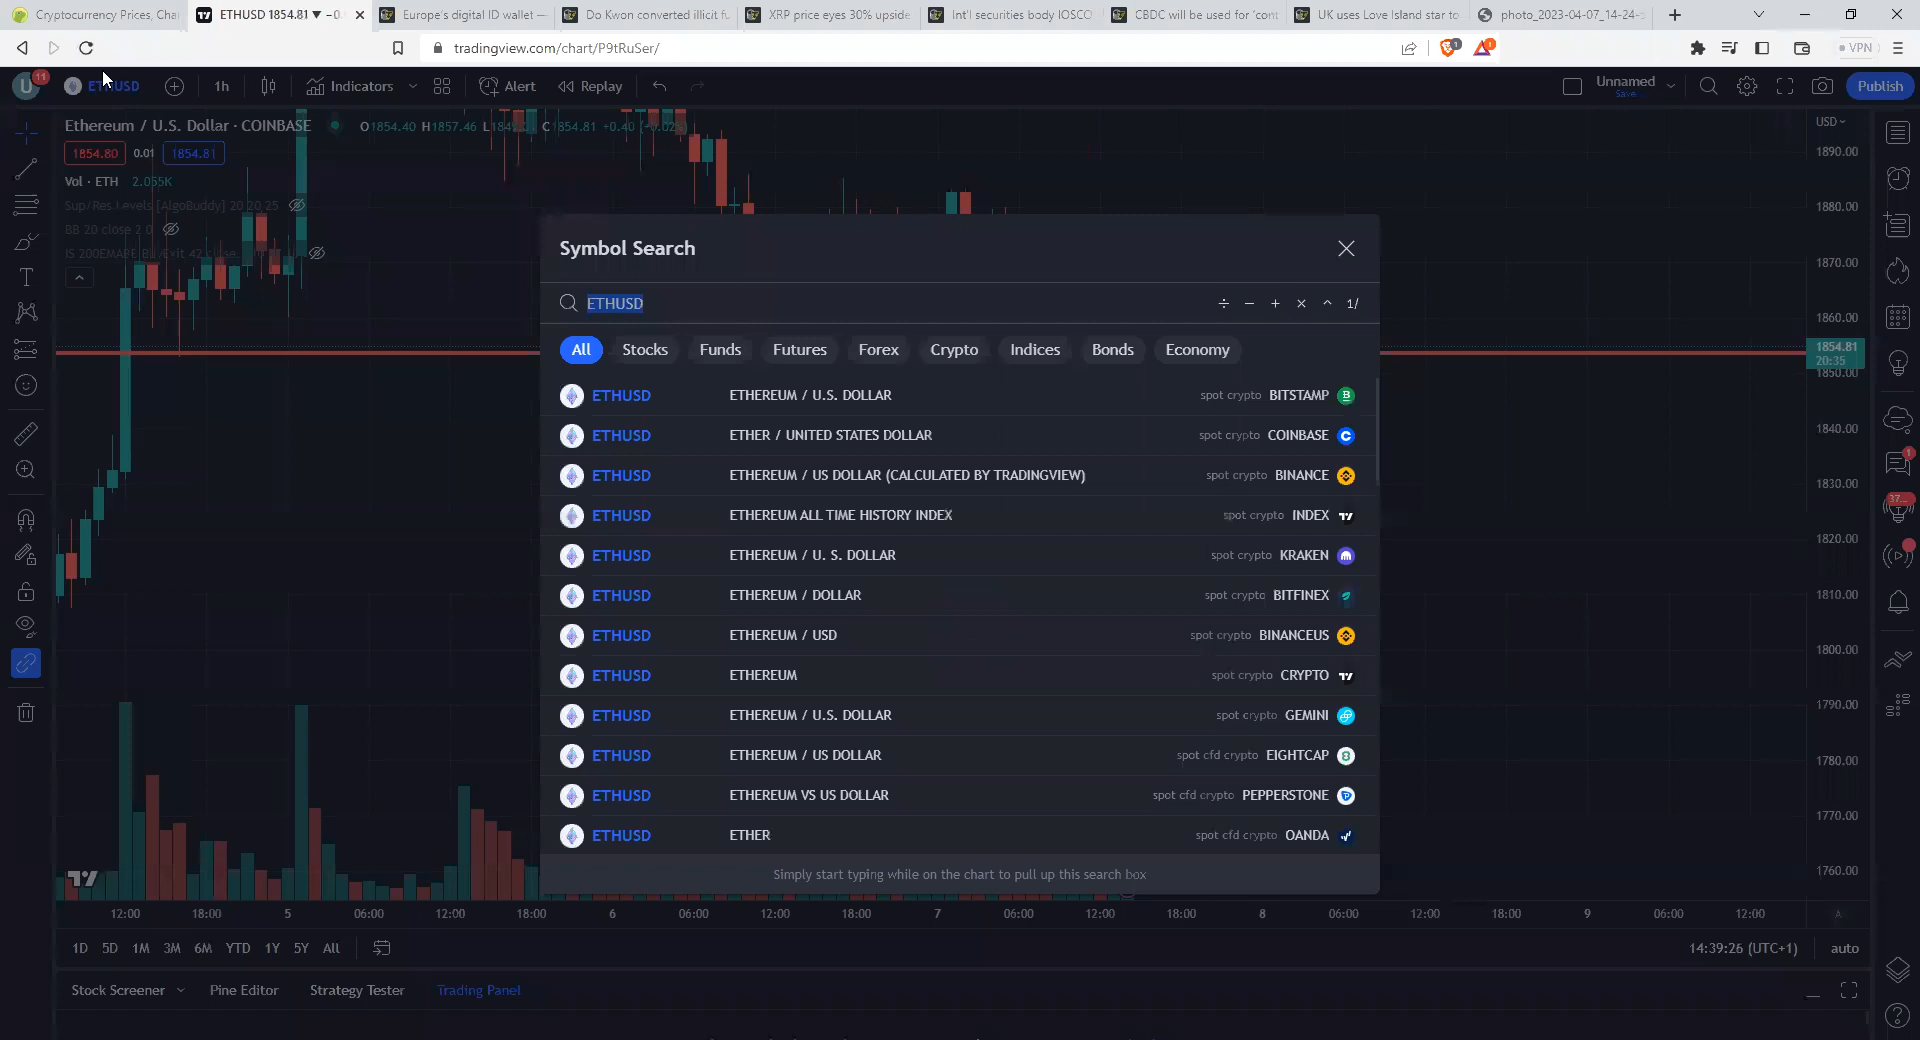 Cryptocurrency Prices, Cha
ETHUSD 1854.81 ▼ −0.
Europe's digital ID wallet —
Do Kwon converted illicit fu
XRP price eyes 30% upside
Int'l securities body IOSCO
CBDC will be used for 'cont
UK uses Love Island star to
photo_2023-04-07_14-24-
tradingview.com/chart/P9tRuSer/
VPN
U 11
ETHUSD
1h
Indicators
Alert
Replay
Unnamed
Save
Publish
Ethereum / U.S. Dollar · COINBASE
O1854.40 H1857.46 C1854.81 +0.40 (+0.02%)
USD
1854.80 0.01 1854.81
Vol · ETH 2.055K
Sup/Res Levels [AlgoBuddy] 20 20 25
BB 20 close 2 0
Symbol Search
ETHUSD
÷ − + × ^ 1/
All Stocks Funds Futures Forex Crypto Indices Bonds Economy
ETHUSD ETHEREUM / U.S. DOLLAR spot crypto BITSTAMP
ETHUSD ETHER / UNITED STATES DOLLAR spot crypto COINBASE
ETHUSD ETHEREUM / US DOLLAR (CALCULATED BY TRADINGVIEW) spot crypto BINANCE
ETHUSD ETHEREUM ALL TIME HISTORY INDEX spot crypto INDEX
ETHUSD ETHEREUM / U. S. DOLLAR spot crypto KRAKEN
ETHUSD ETHEREUM / DOLLAR spot crypto BITFINEX
ETHUSD ETHEREUM / USD spot crypto BINANCEUS
ETHUSD ETHEREUM spot crypto CRYPTO
ETHUSD ETHEREUM / U.S. DOLLAR spot crypto GEMINI
ETHUSD ETHEREUM / US DOLLAR spot cfd crypto EIGHTCAP
ETHUSD ETHEREUM VS US DOLLAR spot cfd crypto PEPPERSTONE
ETHUSD ETHER spot cfd crypto OANDA
Simply start typing while on the chart to pull up this search box
1890.00
1880.00
1870.00
1860.00
1854.81
20:35
1850.00
1840.00
1830.00
1820.00
1810.00
1800.00
1790.00
1780.00
1770.00
1760.00
12:00 18:00 5 06:00 12:00 18:00 6 06:00 12:00 18:00 7 06:00 12:00 18:00 8 06:00 12:00 18:00 9 06:00 12:00
A
1D 5D 1M 3M 6M YTD 1Y 5Y All
14:39:26 (UTC+1)
auto
Stock Screener
Pine Editor
Strategy Tester
Trading Panel